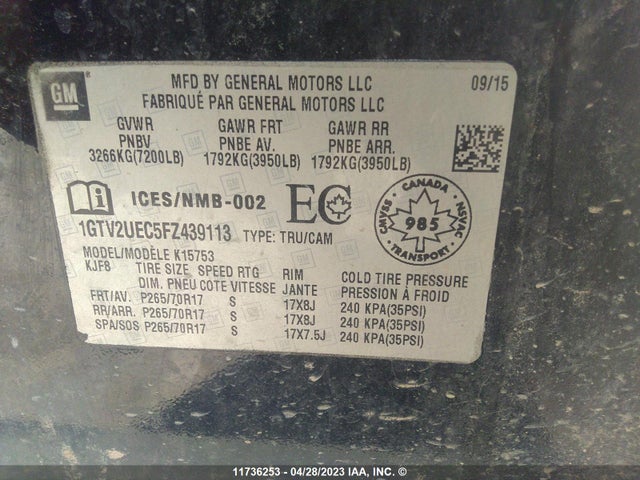 GM
MFD BY GENERAL MOTORS LLC 09/15
FABRIQUÉ PAR GENERAL MOTORS LLC
GVWR GAWR FRT GAWR RR
PNBV PNBE AV. PNBE ARR.
3266KG(7200LB) 1792KG(3950LB) 1792KG(3950LB)
ICES/NMB-002 EC
CANADA
CMVSS NSVAC
985
TRANSPORT
1GTV2UEC5FZ439113 TYPE: TRU/CAM
MODEL/MODÈLE K15753
KJF8 TIRE SIZE SPEED RTG RIM COLD TIRE PRESSURE
DIM. PNEU COTE VITESSE JANTE PRESSION À FROID
FRT/AV. P265/70R17 S 17X8J 240 KPA(35PSI)
RR/ARR. P265/70R17 S 17X8J 240 KPA(35PSI)
SPA/SOS P265/70R17 S 17X7.5J 240 KPA(35PSI)
11736253 - 04/28/2023 IAA, INC. ©